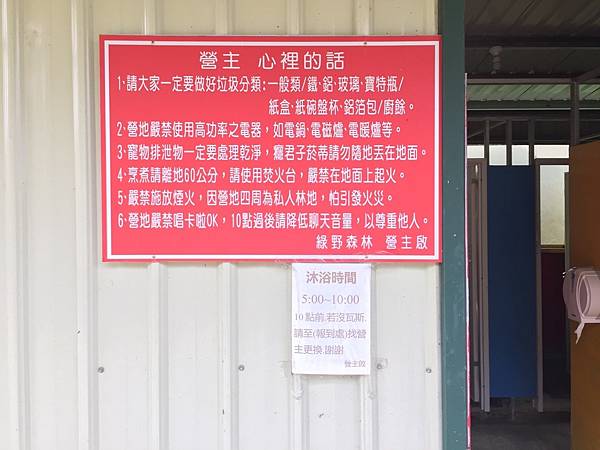 營主 心裡的話
1、請大家一定要做好垃圾分類:一般類/鐵、鋁、玻璃、寶特瓶/
紙盒、紙碗盤杯、鋁箔包/廚餘。
2、營地嚴禁使用高功率之電器，如電鍋、電磁爐、電暖爐等。
3、寵物排泄物一定要處理乾淨，癮君子菸蒂請勿隨地丟在地面。
4、烹煮請離地60公分，請使用焚火台，嚴禁在地面上起火。
5、嚴禁施放煙火，因營地四周為私人林地，怕引發火災。
6、營地嚴禁唱卡啦OK，10點過後請降低聊天音量，以尊重他人。
綠野森林 營主啟
沐浴時間
5:00~10:00
10點前,若沒瓦斯,
請至(報到處)找營
主更換,謝謝
營主啟